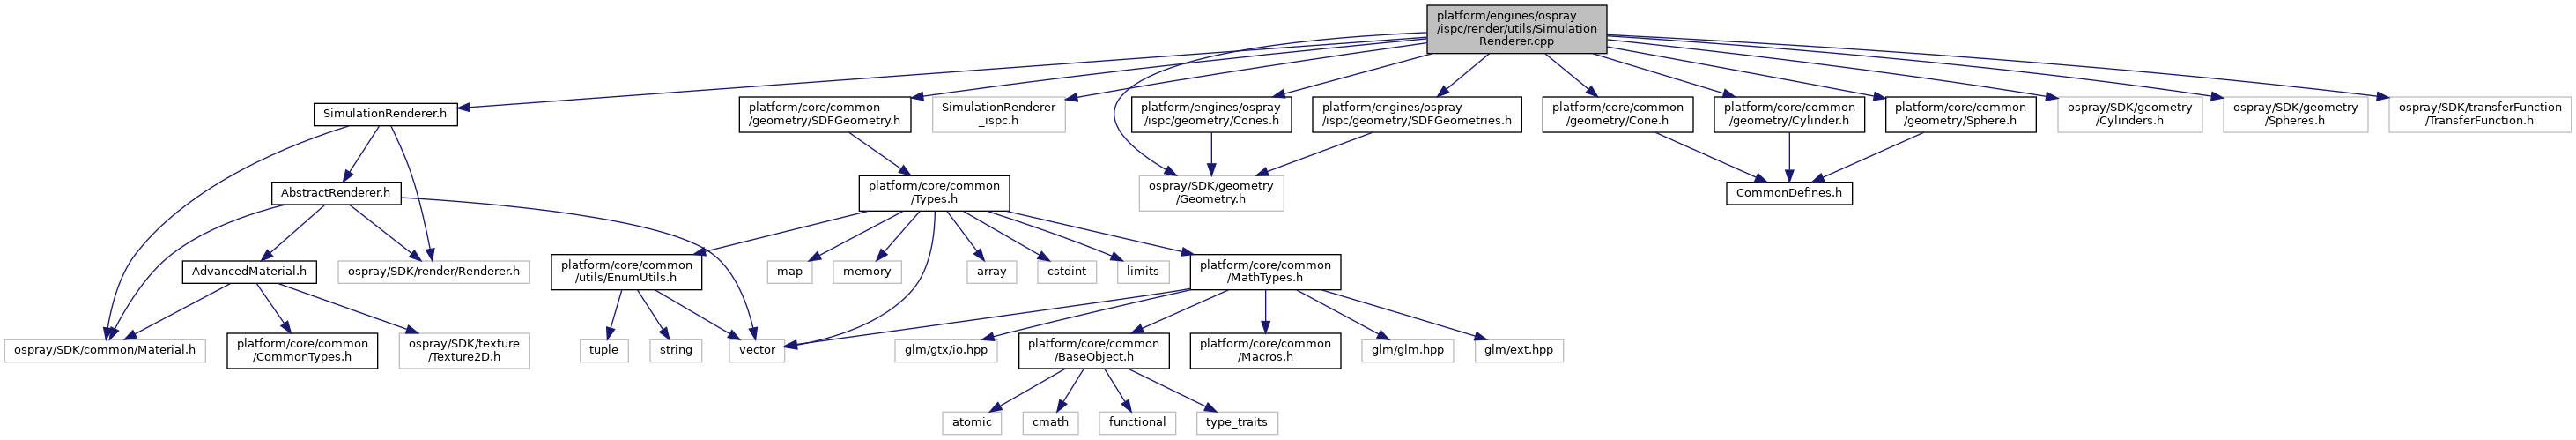 platform/engines/ospray
/ispc/render/utils/Simulation
Renderer.cpp
SimulationRenderer.h
platform/core/common
/geometry/SDFGeometry.h
SimulationRenderer
_ispc.h
platform/engines/ospray
/ispc/geometry/Cones.h
platform/engines/ospray
/ispc/geometry/SDFGeometries.h
platform/core/common
/geometry/Cone.h
platform/core/common
/geometry/Cylinder.h
platform/core/common
/geometry/Sphere.h
ospray/SDK/geometry
/Cylinders.h
ospray/SDK/geometry
/Spheres.h
ospray/SDK/transferFunction
/TransferFunction.h
AbstractRenderer.h
platform/core/common
/Types.h
ospray/SDK/geometry
/Geometry.h
CommonDefines.h
AdvancedMaterial.h
ospray/SDK/render/Renderer.h
platform/core/common
/utils/EnumUtils.h
map
memory
array
cstdint
limits
platform/core/common
/MathTypes.h
ospray/SDK/common/Material.h
platform/core/common
/CommonTypes.h
ospray/SDK/texture
/Texture2D.h
tuple
string
vector
glm/gtx/io.hpp
platform/core/common
/BaseObject.h
platform/core/common
/Macros.h
glm/glm.hpp
glm/ext.hpp
atomic
cmath
functional
type_traits